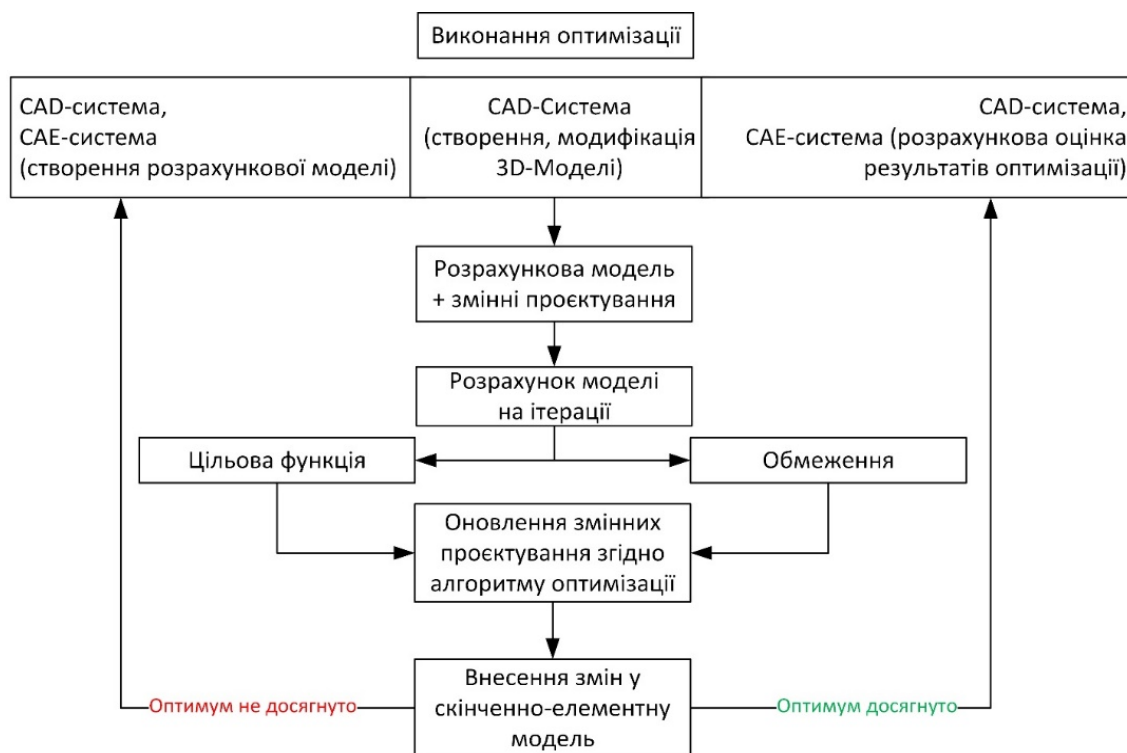 Виконання оптимізації
CAD-система,
CAE-система
(створення розрахункової моделі)
CAD-Система
(створення, модифікація
3D-Моделі)
CAD-система,
CAE-система (розрахункова оцінка
результатів оптимізації)
Розрахункова модель
+ змінні проєктування
Розрахунок моделі
на ітерації
Цільова функція
Обмеження
Оновлення змінних
проєктування згідно
алгоритму оптимізації
Внесення змін у
скінченно-елементну
модель
Оптимум не досягнуто
Оптимум досягнуто